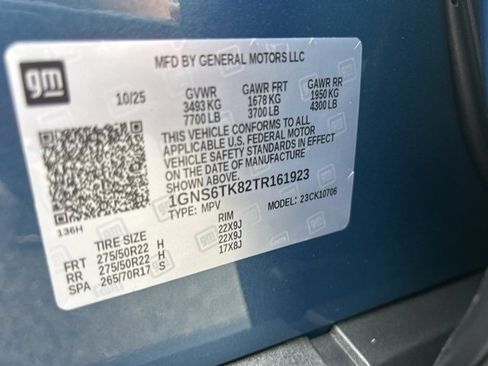 gm
MFD BY GENERAL MOTORS LLC
10/25 GVWR GAWR FRT GAWR RR
3493 KG 1678 KG 1950 KG
7700 LB 3700 LB 4300 LB
THIS VEHICLE CONFORMS TO ALL
APPLICABLE U.S. FEDERAL MOTOR
VEHICLE SAFETY STANDARDS IN EFFECT
ON THE DATE OF MANUFACTURE
SHOWN ABOVE.
1GNS6TK82TR161923
136H TYPE: MPV MODEL: 23CK10706
TIRE SIZE RIM
FRT 275/50R22 H 22X9J
RR 275/50R22 H 22X9J
SPA 265/70R17 S 17X8J